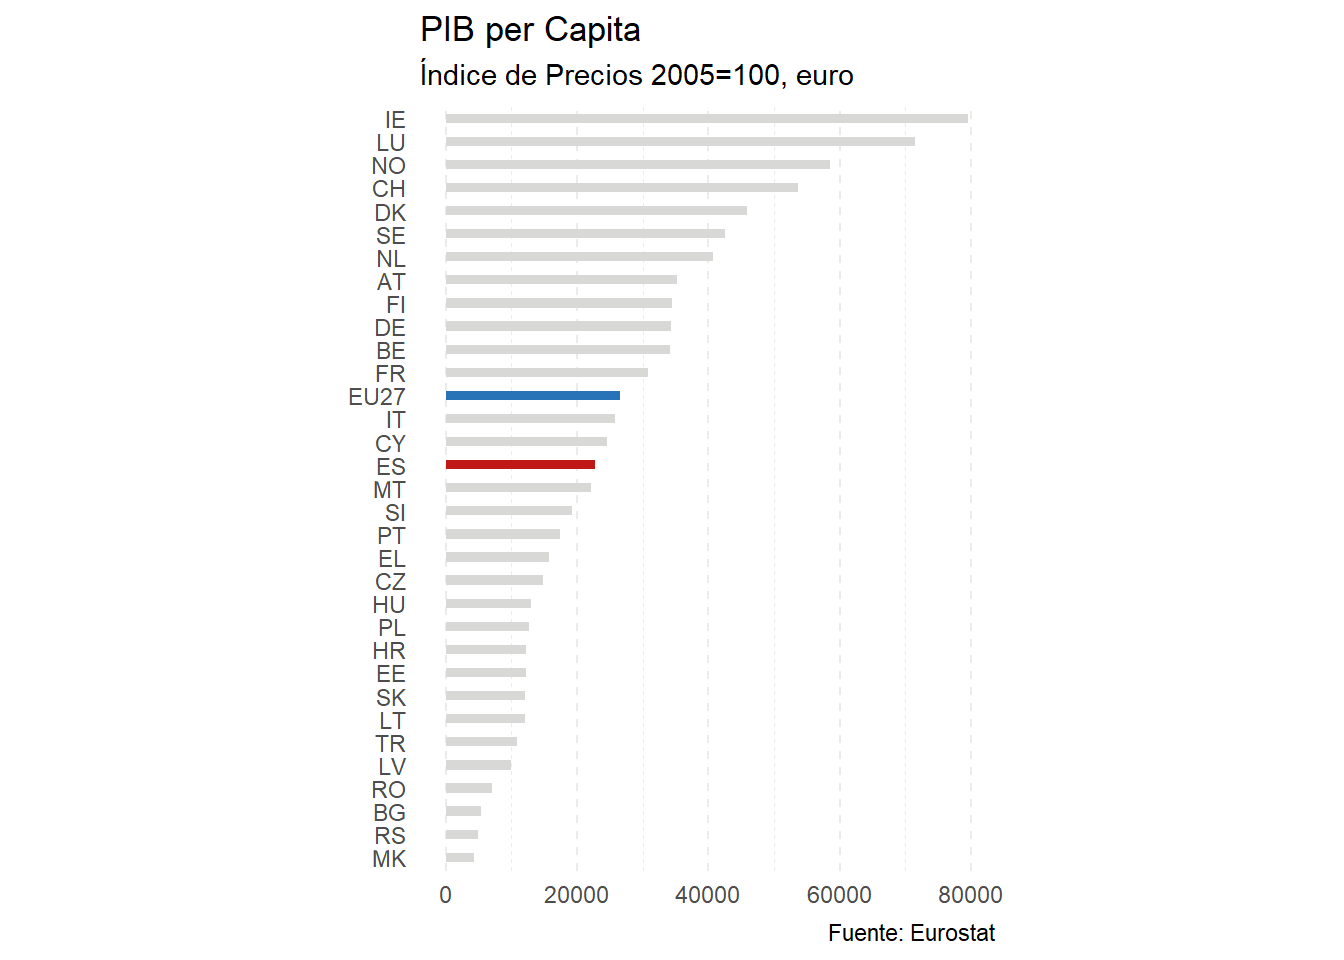 PIB per Capita
Índice de Precios 2005=100, euro
IE
LU
NO
CH
DK
SE
NL
AT
FI
DE
BE
FR
EU27
IT
CY
ES
MT
SI
PT
EL
CZ
HU
PL
HR
EE
SK
LT
TR
LV
RO
BG
RS
MK
0 20000 40000 60000 80000
Fuente: Eurostat